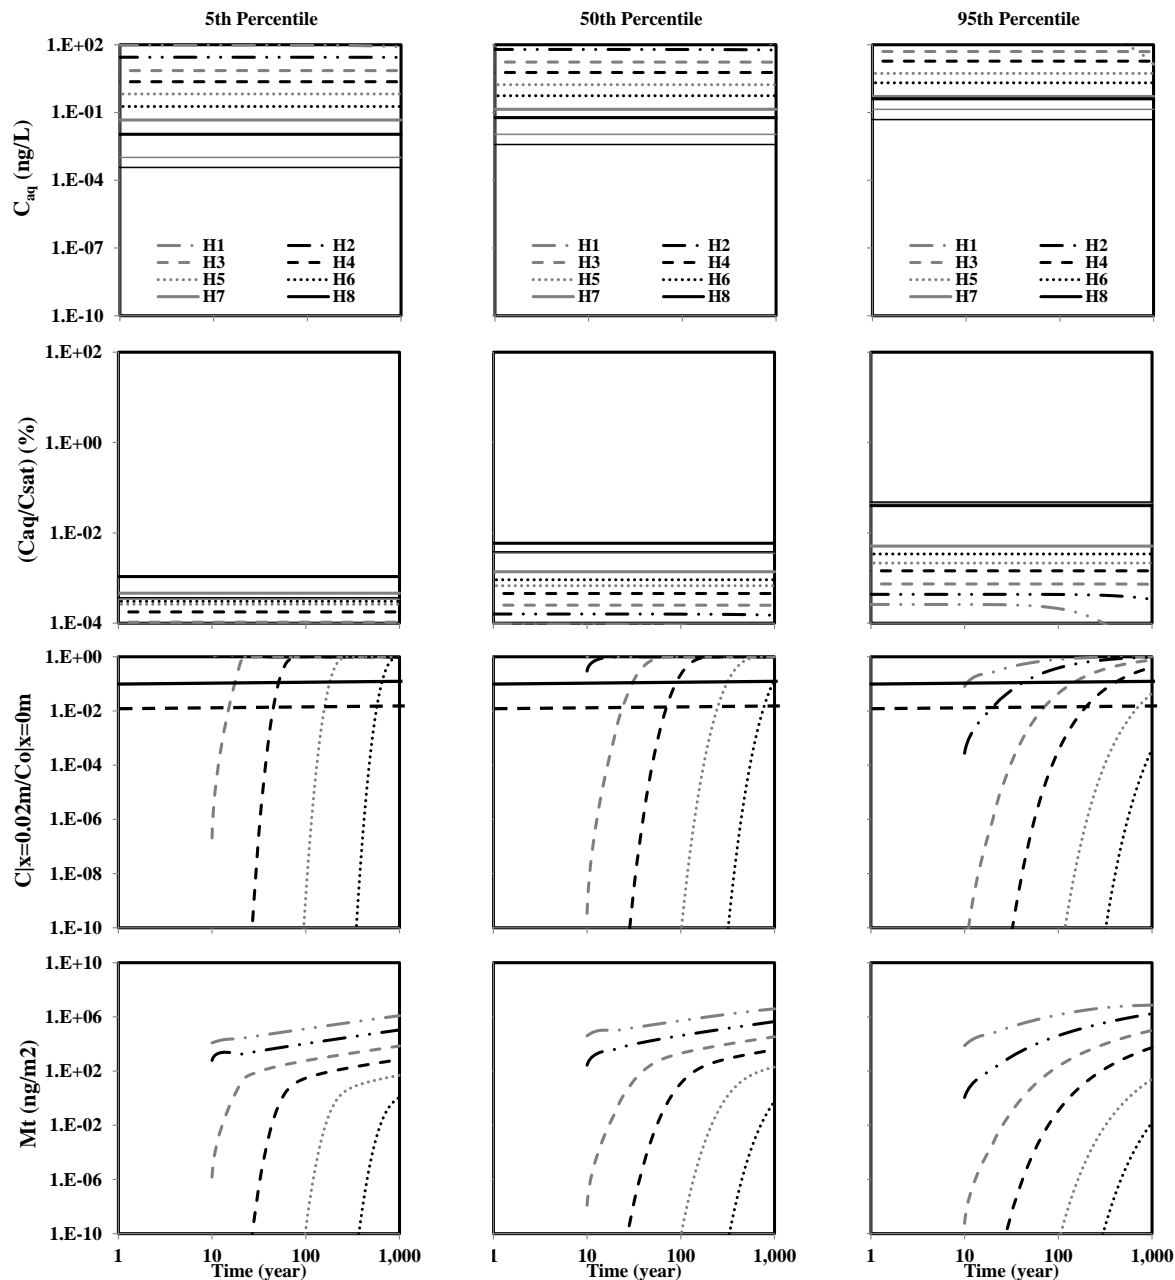 5th Percentile 50th Percentile 95th Percentile
1.E+02
1.E-01
1.E-04
1.E-07
1.E-10
Caq (ng/L)
H1 H2
H3 H4
H5 H6
H7 H8
H1 H2
H3 H4
H5 H6
H7 H8
H1 H2
H3 H4
H5 H6
H7 H8
1.E+02
1.E+00
1.E-02
1.E-04
(Caq/Csat) (%)
1.E+00
1.E-02
1.E-04
1.E-06
1.E-08
1.E-10
C|x=0.02m/Co|x=0m
1.E+10
1.E+06
1.E+02
1.E-02
1.E-06
1.E-10
Mt (ng/m2)
1 10 100 1,000 1 10 100 1,000 1 10 100 1,000
Time (year) Time (year) Time (year)